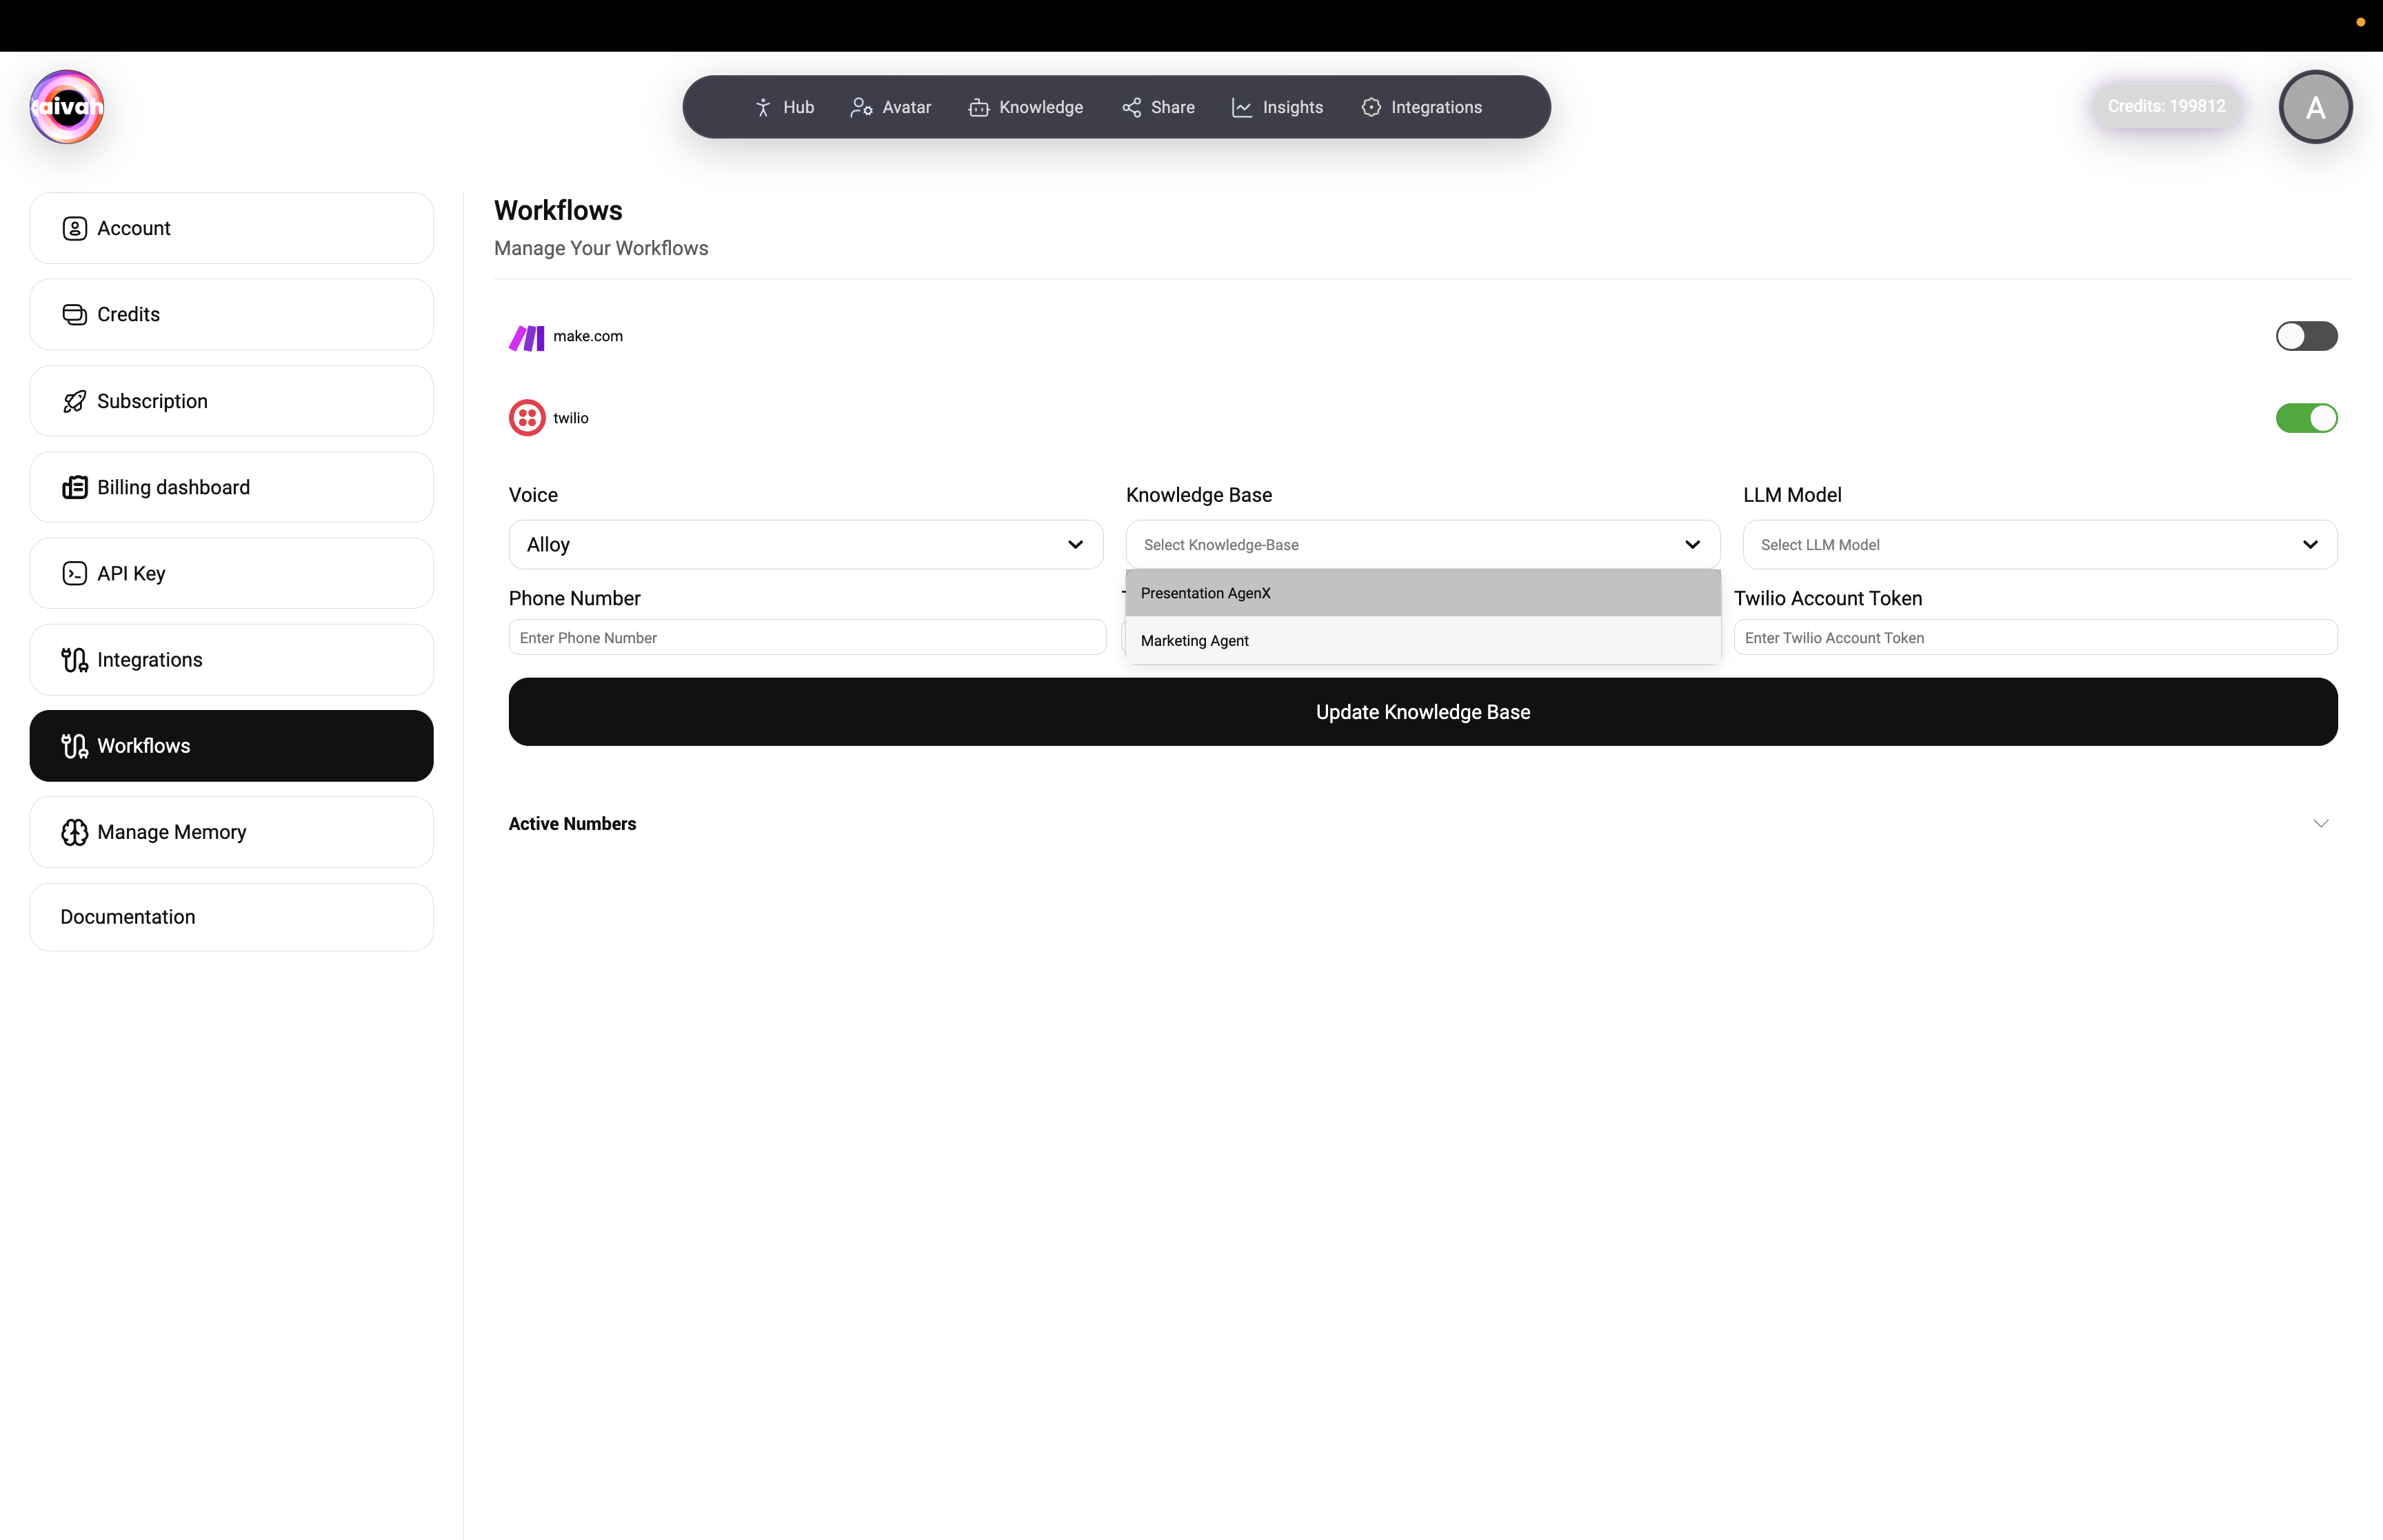 aivah
Hub
Avatar
Knowledge
Share
Insights
Integrations
Credits: 199812
A
Account
Credits
Subscription
Billing dashboard
API Key
Integrations
Workflows
Manage Memory
Documentation
Workflows
Manage Your Workflows
make.com
twilio
Voice
Knowledge Base
LLM Model
Alloy
Select Knowledge-Base
Select LLM Model
Presentation AgenX
Marketing Agent
Phone Number
Twilio Account Token
Enter Phone Number
Enter Twilio Account Token
Update Knowledge Base
Active Numbers